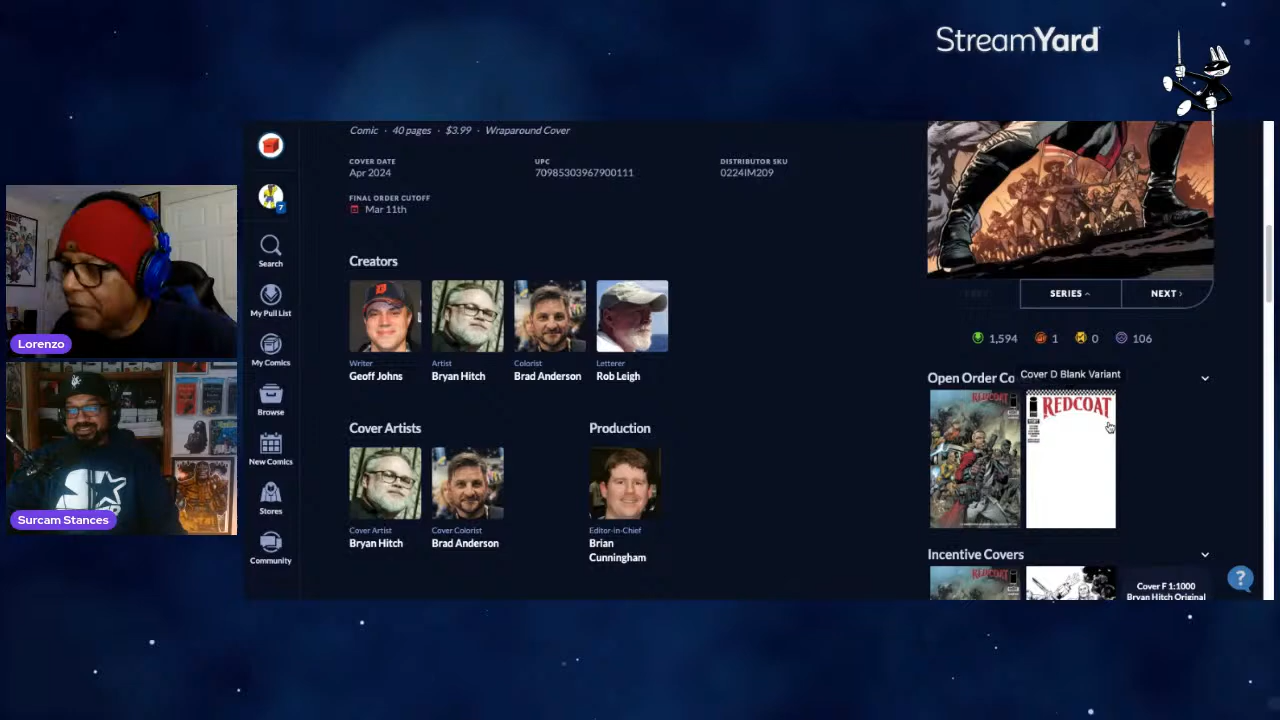 StreamYard
Comic · 40 pages · $3.99 · Wraparound Cover
COVER DATE
Apr 2024
UPC
70985303967900111
DISTRIBUTOR SKU
0224IM209
FINAL ORDER CUTOFF
Mar 11th
7
Search
My Pull List
My Comics
Browse
New Comics
Stores
Community
Creators
Writer
Geoff Johns
Artist
Bryan Hitch
Colorist
Brad Anderson
Letterer
Rob Leigh
Cover Artists
Cover Artist
Bryan Hitch
Cover Colorist
Brad Anderson
Production
Editor-in-Chief
Brian
Cunningham
SERIES
NEXT ›
1,594
1
0
106
Open Order Co
Cover D Blank Variant
REDCOAT
REDCOAT
Incentive Covers
REDCOAT
Cover F 1:1000
Bryan Hitch Original
?
Lorenzo
Surcam Stances